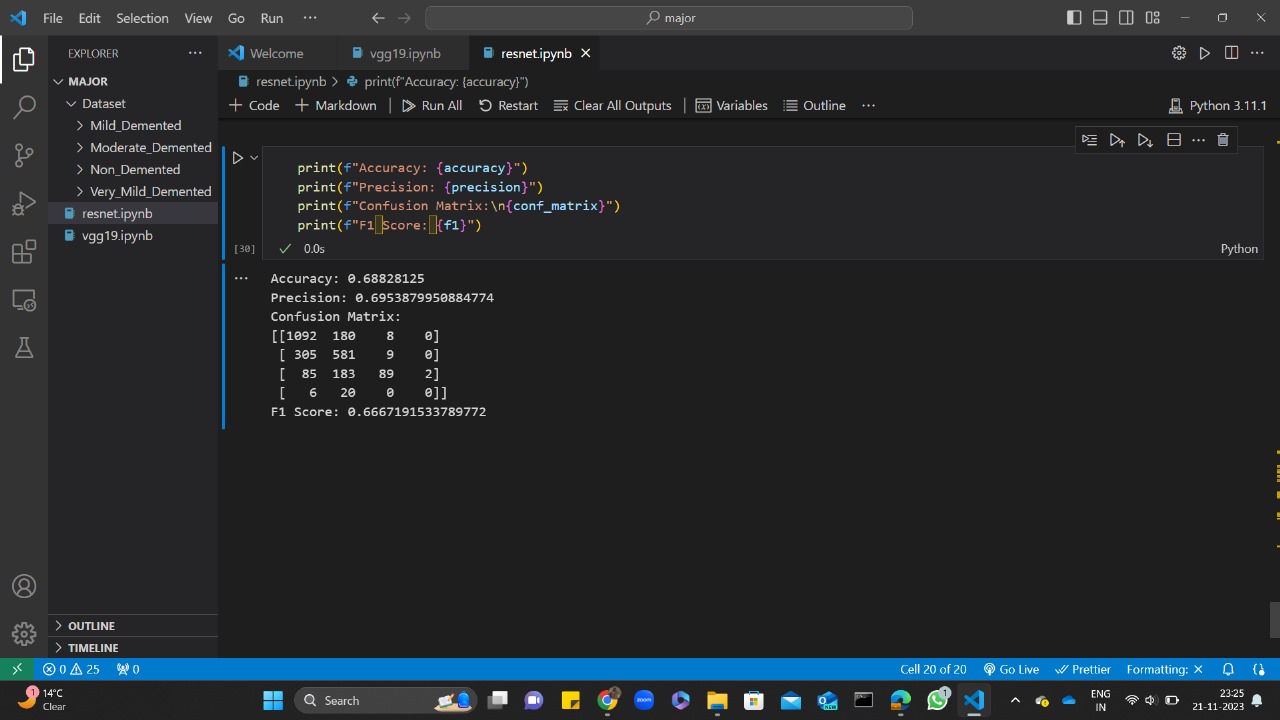 File Edit Selection View Go Run ··· major
EXPLORER ···
MAJOR
Dataset
Mild_Demented
Moderate_Demented
Non_Demented
Very_Mild_Demented
resnet.ipynb
vgg19.ipynb
OUTLINE
TIMELINE
Welcome vgg19.ipynb resnet.ipynb
resnet.ipynb > print(f"Accuracy: {accuracy}")
+ Code + Markdown | Run All Restart Clear All Outputs | Variables Outline ··· Python 3.11.1
print(f"Accuracy: {accuracy}")
print(f"Precision: {precision}")
print(f"Confusion Matrix:\n{conf_matrix}")
print(f"F1 Score: {f1}")
[30] 0.0s Python
Accuracy: 0.68828125
Precision: 0.6953879950884774
Confusion Matrix:
[[1092 180 8 0]
[ 305 581 9 0]
[ 85 183 89 2]
[ 6 20 0 0]]
F1 Score: 0.6667191533789772
0 25 0 Cell 20 of 20 Go Live Prettier Formatting: ×
1 14°C Search zoom NEW 1 ENG 23:25
Clear IN 21-11-2023